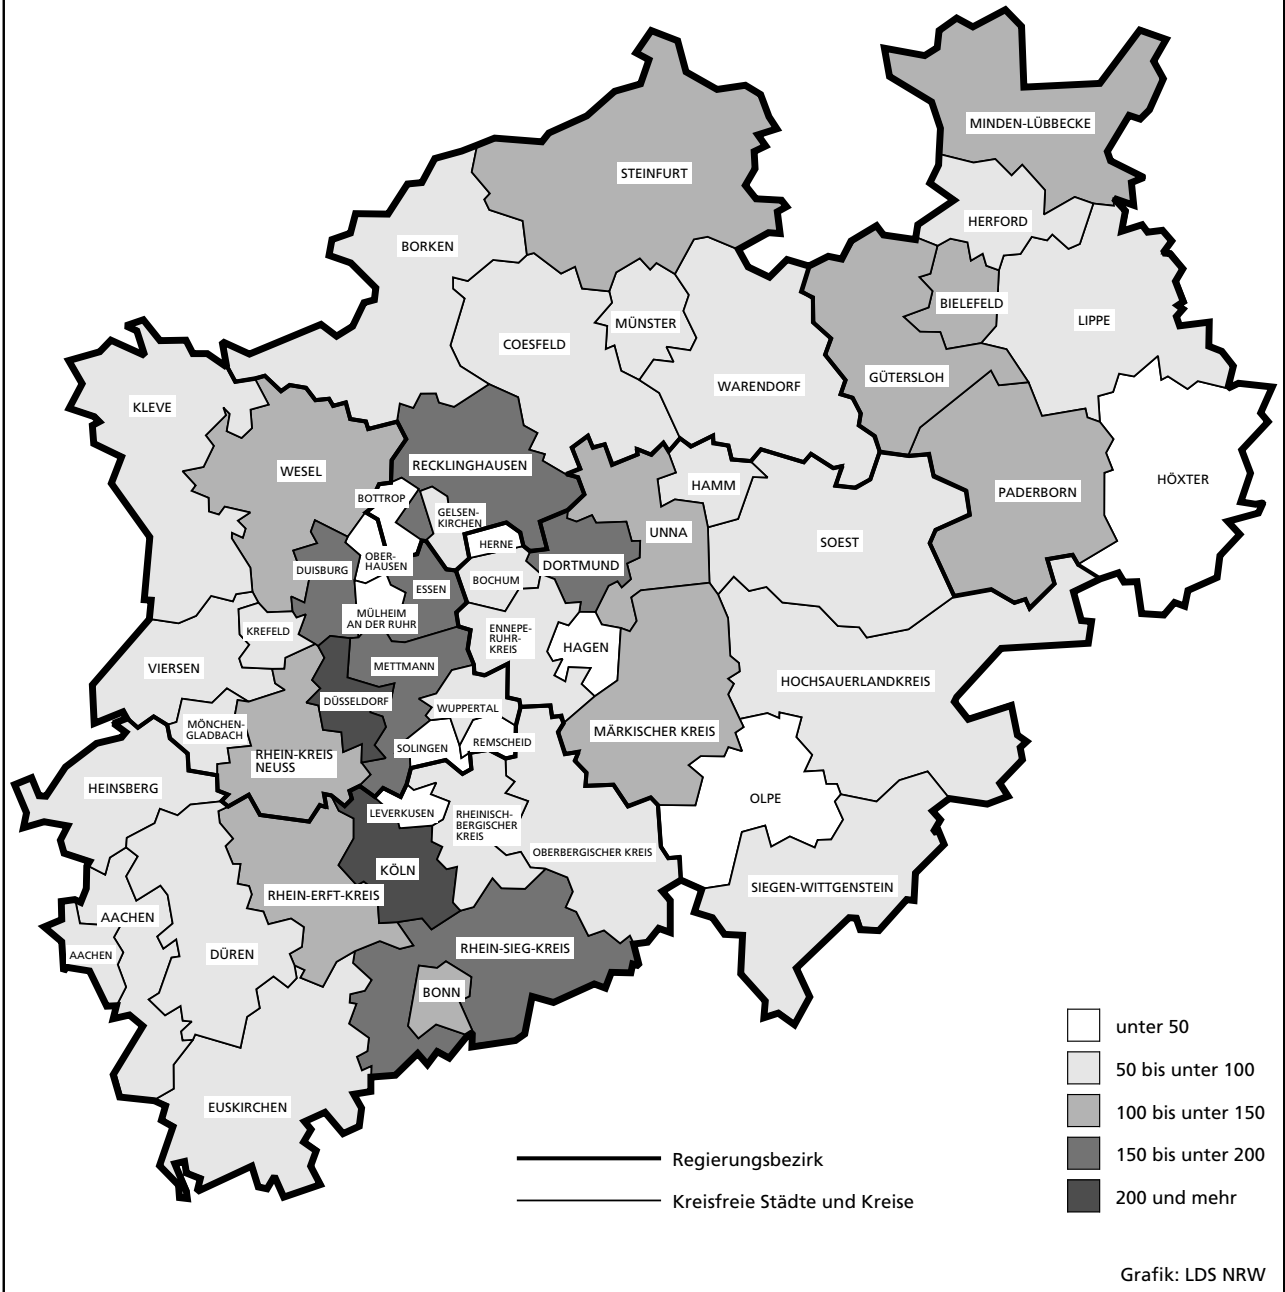 MINDEN-LÜBBECKE
STEINFURT
HERFORD
BORKEN
BIELEFELD
LIPPE
MÜNSTER
COESFELD
GÜTERSLOH
WARENDORF
KLEVE
RECKLINGHAUSEN
WESEL
HÖXTER
HAMM
PADERBORN
BOTTROP
GELSEN-
KIRCHEN
UNNA
SOEST
HERNE
OBER-
HAUSEN
DORTMUND
DUISBURG
BOCHUM
ESSEN
MÜLHEIM
AN DER RUHR
KREFELD
ENNEPE-
RUHR-
KREIS
HAGEN
VIERSEN
METTMANN
HOCHSAUERLANDKREIS
DÜSSELDORF
WUPPERTAL
MÖNCHEN-
GLADBACH
MÄRKISCHER KREIS
REMSCHEID
SOLINGEN
RHEIN-KREIS
NEUSS
HEINSBERG
OLPE
LEVERKUSEN
RHEINISCH-
BERGISCHER
KREIS
OBERBERGISCHER KREIS
KÖLN
SIEGEN-WITTGENSTEIN
RHEIN-ERFT-KREIS
AACHEN
RHEIN-SIEG-KREIS
DÜREN
AACHEN
BONN
EUSKIRCHEN
unter 50
50 bis unter 100
100 bis unter 150
150 bis unter 200
200 und mehr
Regierungsbezirk
Kreisfreie Städte und Kreise
Grafik: LDS NRW